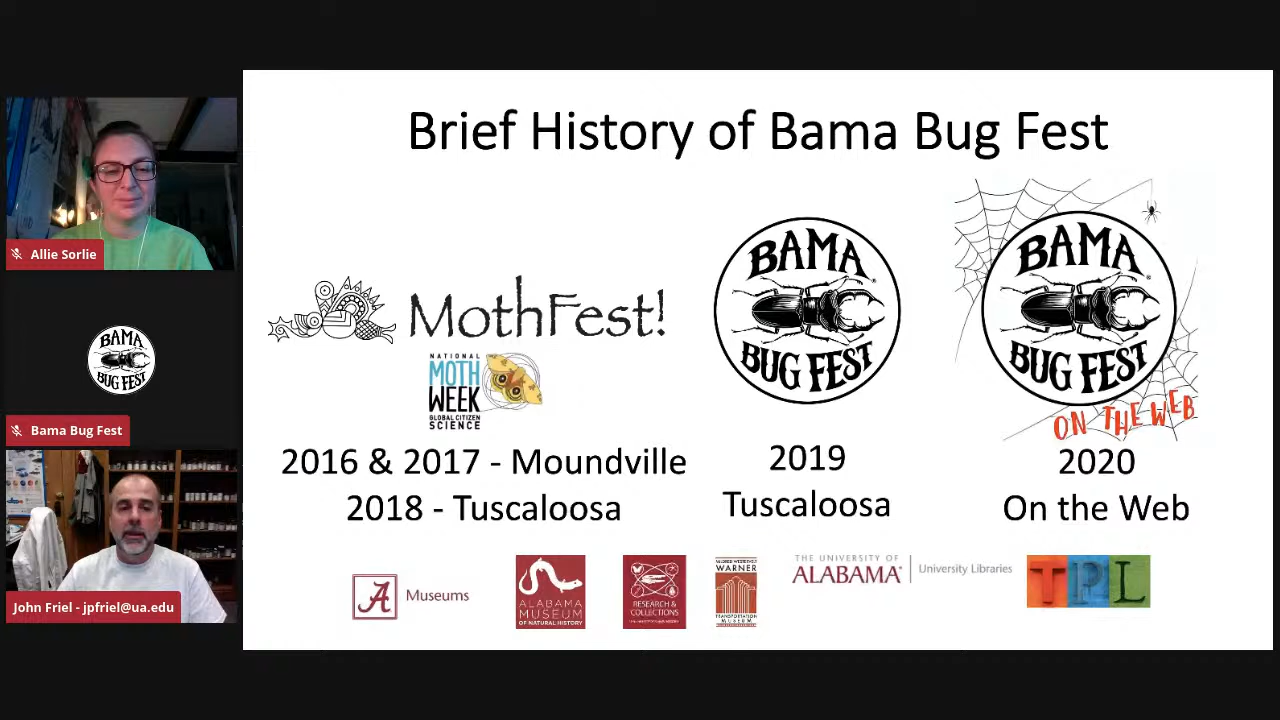 Brief History of Bama Bug Fest
Allie Sorlie
BAMA
BUG FEST
Bama Bug Fest
John Friel - jpfriel@ua.edu
MothFest!
NATIONAL
MOTH
WEEK
GLOBAL CITIZEN
SCIENCE
2016 & 2017 - Moundville
2018 - Tuscaloosa
BAMA
BUG FEST
2019
Tuscaloosa
BAMA
BUG FEST
ON THE WEB
2020
On the Web
A Museums
ALABAMA
MUSEUM
OF NATURAL HISTORY
RESEARCH &
COLLECTIONS
MILDRED WESTERVELT
WARNER
TRANSPORTATION
MUSEUM
THE UNIVERSITY OF
ALABAMA
University Libraries
TPL